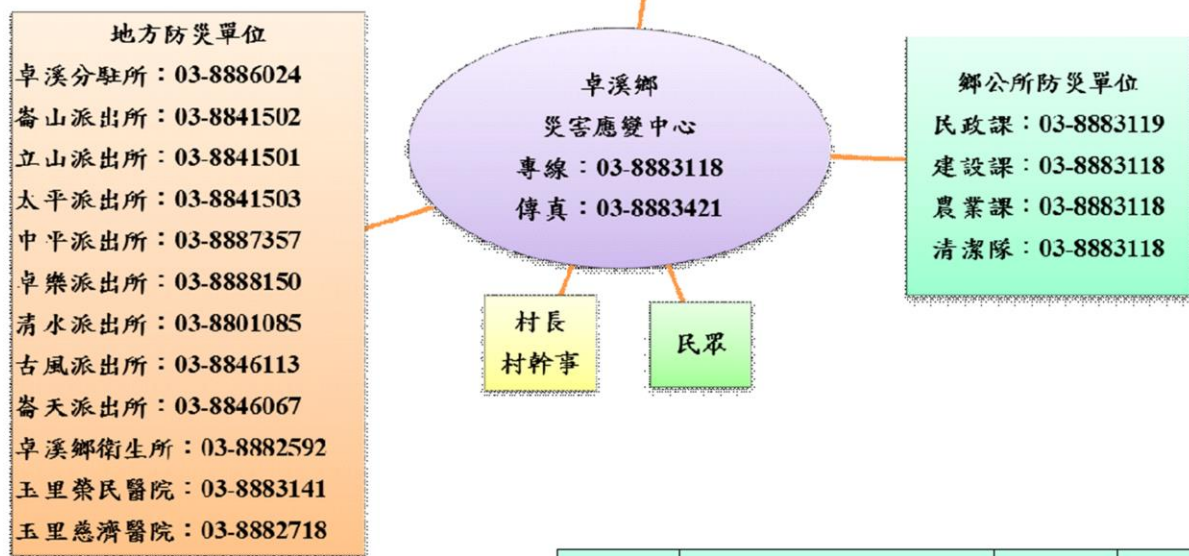 地方防災單位
卓溪分駐所：03-8886024
崙山派出所：03-8841502
立山派出所：03-8841501
太平派出所：03-8841503
中平派出所：03-8887357
卓樂派出所：03-8888150
清水派出所：03-8801085
古風派出所：03-8846113
崙天派出所：03-8846067
卓溪鄉衛生所：03-8882592
玉里榮民醫院：03-8883141
玉里慈濟醫院：03-8882718
卓溪鄉
災害應變中心
專線：03-8883118
傳真：03-8883421
村長
村幹事
民眾
鄉公所防災單位
民政課：03-8883119
建設課：03-8883118
農業課：03-8883118
清潔隊：03-8883118